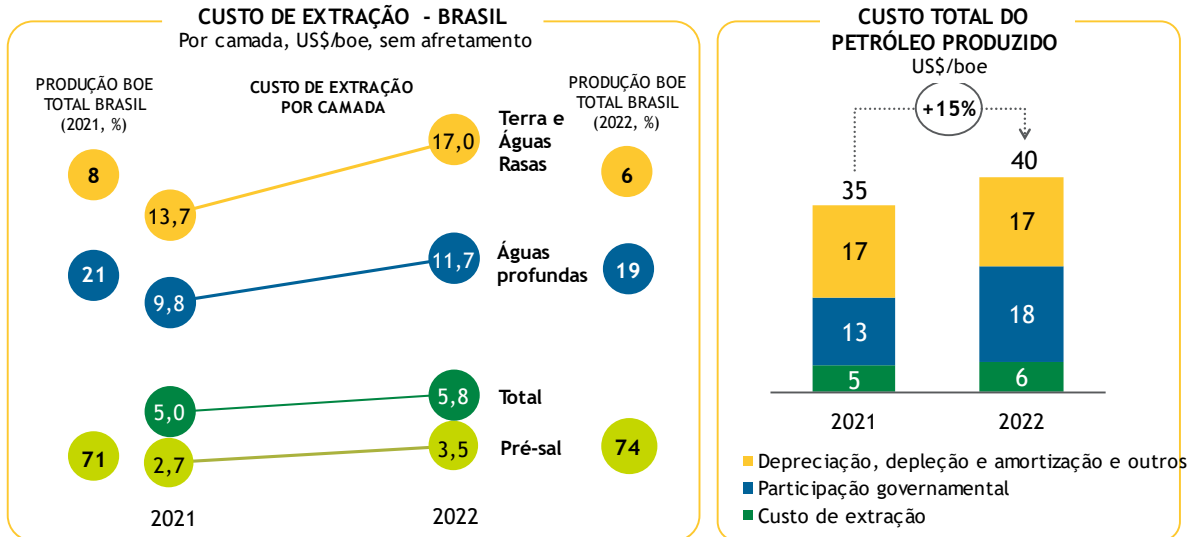 CUSTO DE EXTRAÇÃO - BRASIL
Por camada, US$/boe, sem afretamento
PRODUÇÃO BOE
TOTAL BRASIL
(2021, %)
CUSTO DE EXTRAÇÃO
POR CAMADA
PRODUÇÃO BOE
TOTAL BRASIL
(2022, %)
8
13,7
17,0
Terra e
Águas
Rasas
6
21
9,8
11,7
Águas
profundas
19
5,0
5,8
Total
71
2,7
3,5
Pré-sal
74
2021
2022
CUSTO TOTAL DO
PETRÓLEO PRODUZIDO
US$/boe
+15%
35
40
17
17
13
18
5
6
2021
2022
Depreciação, depleção e amortização e outros
Participação governamental
Custo de extração